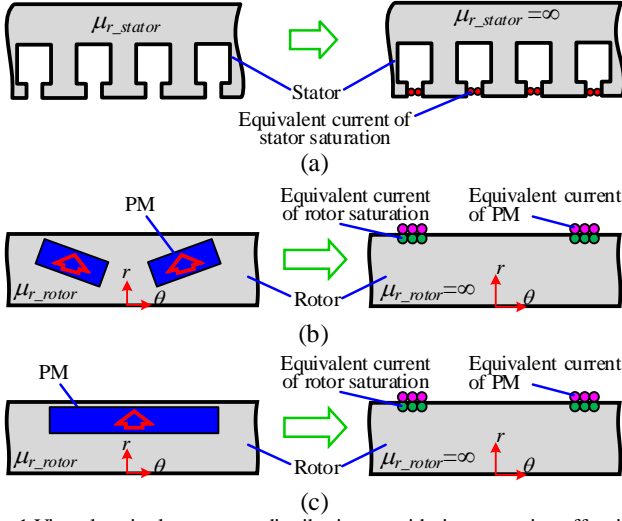 μr_stator
μr_stator=∞
Stator
Equivalent current of
stator saturation
(a)
PM
μr_rotor
r
θ
Rotor
Equivalent current
of rotor saturation
Equivalent current
of PM
μr_rotor=∞
r
θ
(b)
PM
μr_rotor
r
θ
Rotor
Equivalent current
of rotor saturation
Equivalent current
of PM
μr_rotor=∞
r
θ
(c)